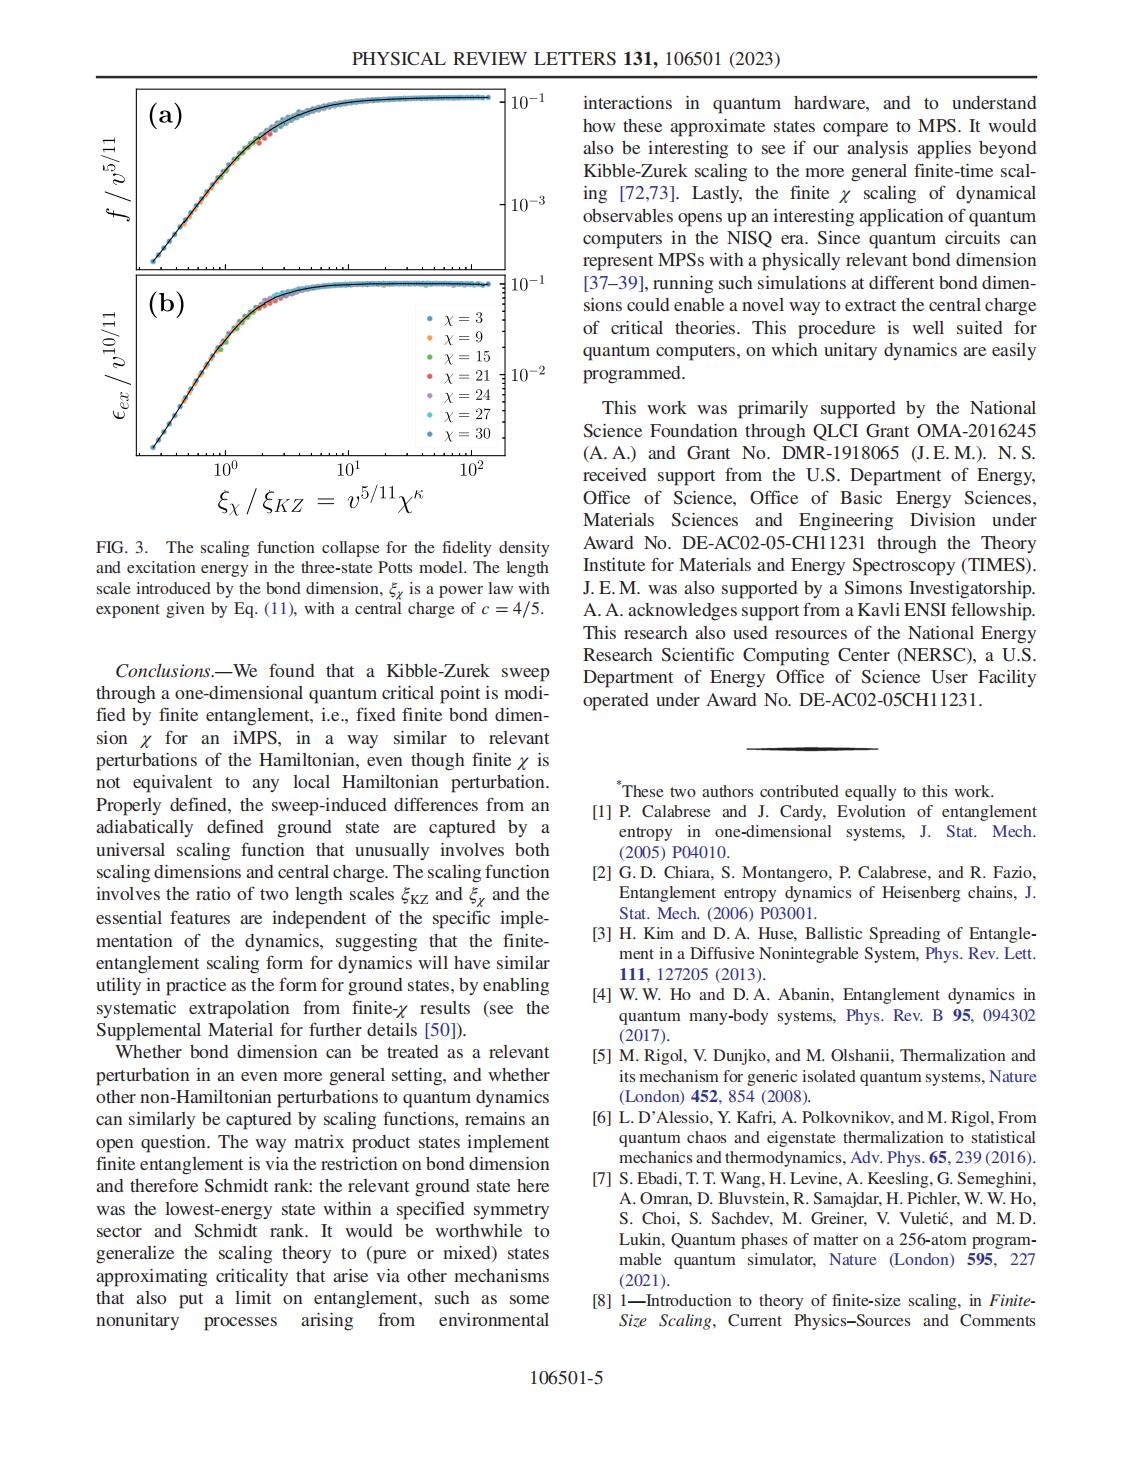 PHYSICAL REVIEW LETTERS 131, 106501 (2023)
(a)
10⁻¹
10⁻³
f / v^{5/11}
(b)
10⁻¹
10⁻²
ϵ_{ex} / v^{10/11}
χ = 3
χ = 9
χ = 15
χ = 21
χ = 24
χ = 27
χ = 30
10⁰ 10¹ 10²
ξ_χ / ξ_{KZ} = v^{5/11}χ^κ
FIG. 3. The scaling function collapse for the fidelity density
and excitation energy in the three-state Potts model. The length
scale introduced by the bond dimension, ξ_χ is a power law with
exponent given by Eq. (11), with a central charge of c = 4/5.
Conclusions.—We found that a Kibble-Zurek sweep
through a one-dimensional quantum critical point is modi-
fied by finite entanglement, i.e., fixed finite bond dimen-
sion χ for an iMPS, in a way similar to relevant
perturbations of the Hamiltonian, even though finite χ is
not equivalent to any local Hamiltonian perturbation.
Properly defined, the sweep-induced differences from an
adiabatically defined ground state are captured by a
universal scaling function that unusually involves both
scaling dimensions and central charge. The scaling function
involves the ratio of two length scales ξ_{KZ} and ξ_χ and the
essential features are independent of the specific imple-
mentation of the dynamics, suggesting that the finite-
entanglement scaling form for dynamics will have similar
utility in practice as the form for ground states, by enabling
systematic extrapolation from finite-χ results (see the
Supplemental Material for further details [50]).
Whether bond dimension can be treated as a relevant
perturbation in an even more general setting, and whether
other non-Hamiltonian perturbations to quantum dynamics
can similarly be captured by scaling functions, remains an
open question. The way matrix product states implement
finite entanglement is via the restriction on bond dimension
and therefore Schmidt rank: the relevant ground state here
was the lowest-energy state within a specified symmetry
sector and Schmidt rank. It would be worthwhile to
generalize the scaling theory to (pure or mixed) states
approximating criticality that arise via other mechanisms
that also put a limit on entanglement, such as some
nonunitary processes arising from environmental
interactions in quantum hardware, and to understand
how these approximate states compare to MPS. It would
also be interesting to see if our analysis applies beyond
Kibble-Zurek scaling to the more general finite-time scal-
ing [72,73]. Lastly, the finite χ scaling of dynamical
observables opens up an interesting application of quantum
computers in the NISQ era. Since quantum circuits can
represent MPSs with a physically relevant bond dimension
[37–39], running such simulations at different bond dimen-
sions could enable a novel way to extract the central charge
of critical theories. This procedure is well suited for
quantum computers, on which unitary dynamics are easily
programmed.
This work was primarily supported by the National
Science Foundation through QLCI Grant OMA-2016245
(A. A.) and Grant No. DMR-1918065 (J. E. M.). N. S.
received support from the U.S. Department of Energy,
Office of Science, Office of Basic Energy Sciences,
Materials Sciences and Engineering Division under
Award No. DE-AC02-05-CH11231 through the Theory
Institute for Materials and Energy Spectroscopy (TIMES).
J. E. M. was also supported by a Simons Investigatorship.
A. A. acknowledges support from a Kavli ENSI fellowship.
This research also used resources of the National Energy
Research Scientific Computing Center (NERSC), a U.S.
Department of Energy Office of Science User Facility
operated under Award No. DE-AC02-05CH11231.
*These two authors contributed equally to this work.
[1] P. Calabrese and J. Cardy, Evolution of entanglement
entropy in one-dimensional systems, J. Stat. Mech.
(2005) P04010.
[2] G. D. Chiara, S. Montangero, P. Calabrese, and R. Fazio,
Entanglement entropy dynamics of Heisenberg chains, J.
Stat. Mech. (2006) P03001.
[3] H. Kim and D. A. Huse, Ballistic Spreading of Entangle-
ment in a Diffusive Nonintegrable System, Phys. Rev. Lett.
111, 127205 (2013).
[4] W. W. Ho and D. A. Abanin, Entanglement dynamics in
quantum many-body systems, Phys. Rev. B 95, 094302
(2017).
[5] M. Rigol, V. Dunjko, and M. Olshanii, Thermalization and
its mechanism for generic isolated quantum systems, Nature
(London) 452, 854 (2008).
[6] L. D'Alessio, Y. Kafri, A. Polkovnikov, and M. Rigol, From
quantum chaos and eigenstate thermalization to statistical
mechanics and thermodynamics, Adv. Phys. 65, 239 (2016).
[7] S. Ebadi, T. T. Wang, H. Levine, A. Keesling, G. Semeghini,
A. Omran, D. Bluvstein, R. Samajdar, H. Pichler, W. W. Ho,
S. Choi, S. Sachdev, M. Greiner, V. Vuletić, and M. D.
Lukin, Quantum phases of matter on a 256-atom program-
mable quantum simulator, Nature (London) 595, 227
(2021).
[8] 1—Introduction to theory of finite-size scaling, in Finite-
Size Scaling, Current Physics–Sources and Comments
106501-5